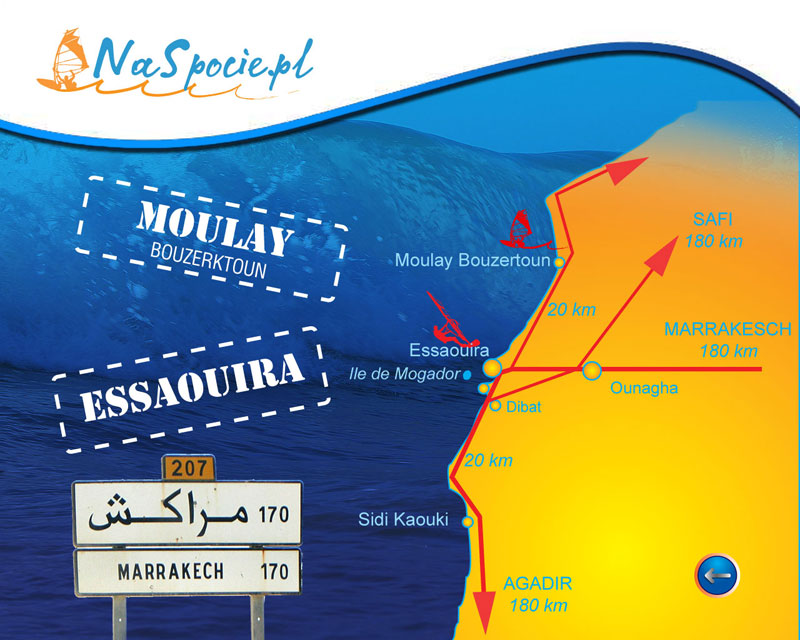 NaSpocie.pl
MOULAY
BOUZERKTOUN
ESSAOUIRA
207
مراكش 170
MARRAKECH 170
SAFI
180 km
Moulay Bouzertoun
20 km
MARRAKESCH
180 km
Essaouira
Ile de Mogador
Ounagha
Dibat
20 km
Sidi Kaouki
AGADIR
180 km